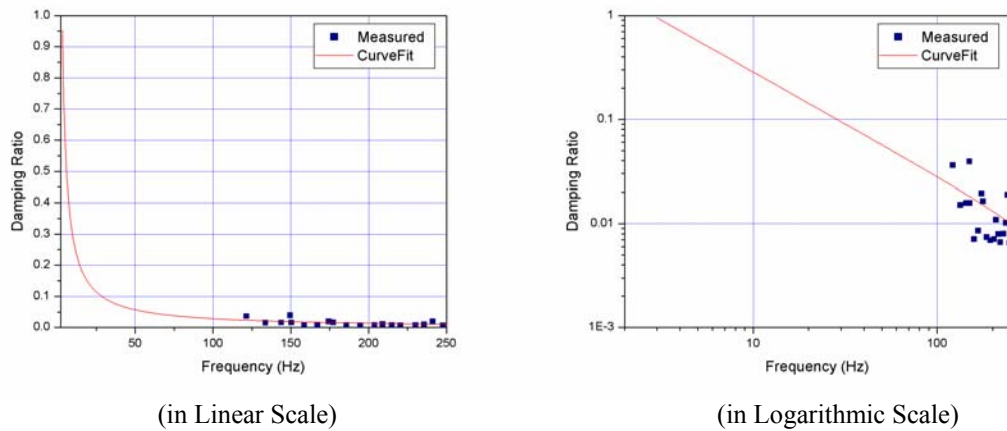 1.0
0.9
0.8
0.7
0.6
0.5
0.4
0.3
0.2
0.1
0.0
Damping Ratio
50
100
150
200
250
Frequency (Hz)
Measured
CurveFit
(in Linear Scale)
1
0.1
0.01
1E-3
Damping Ratio
10
100
Frequency (Hz)
Measured
CurveFit
(in Logarithmic Scale)